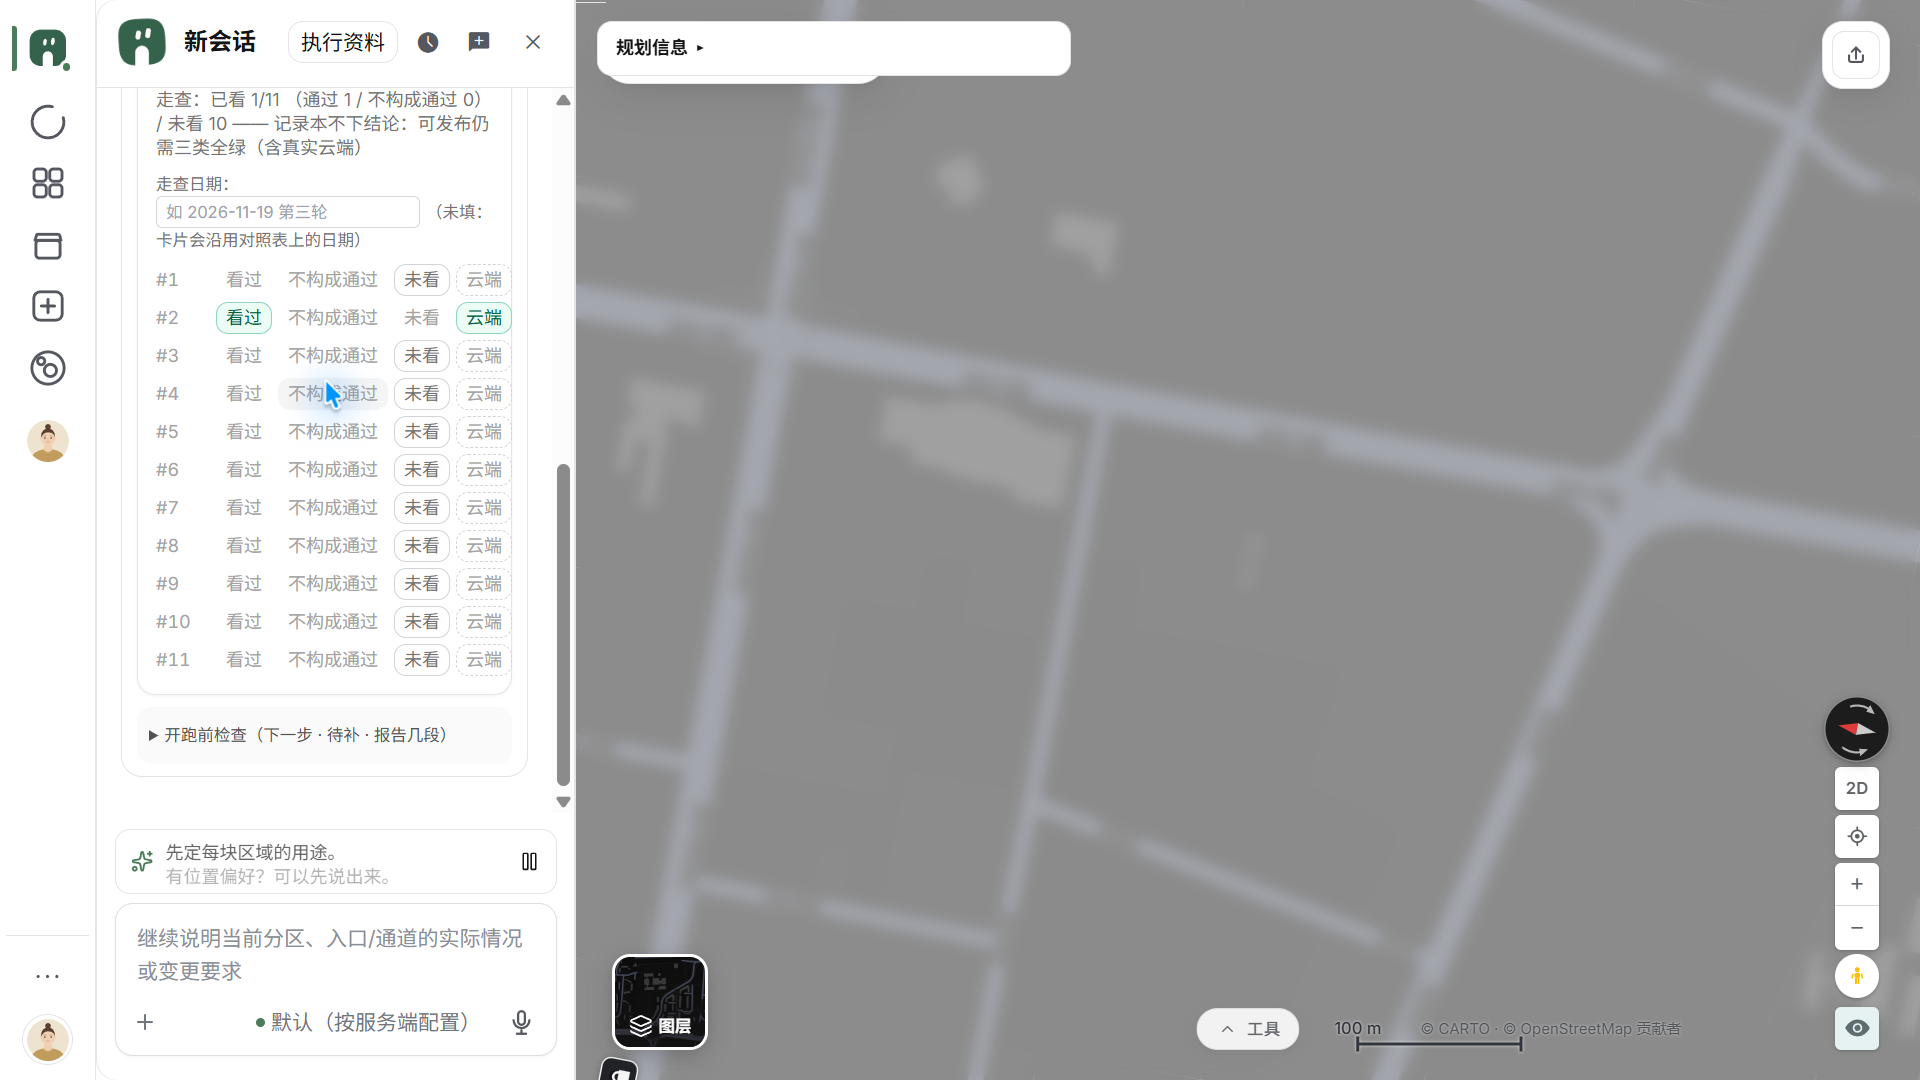 新会话
执行资料
走查：已看 1/11 （通过 1 / 不构成通过 0）
/ 未看 10 —— 记录本不下结论：可发布仍
需三类全绿（含真实云端）
走查日期：
如 2026-11-19 第三轮
（未填：
卡片会沿用对照表上的日期）
#1 看过 不构成通过 未看 云端
#2 看过 不构成通过 未看 云端
#3 看过 不构成通过 未看 云端
#4 看过 不构成通过 未看 云端
#5 看过 不构成通过 未看 云端
#6 看过 不构成通过 未看 云端
#7 看过 不构成通过 未看 云端
#8 看过 不构成通过 未看 云端
#9 看过 不构成通过 未看 云端
#10 看过 不构成通过 未看 云端
#11 看过 不构成通过 未看 云端
▶ 开跑前检查（下一步 · 待补 · 报告几段）
先定每块区域的用途。
有位置偏好？可以先说出来。
继续说明当前分区、入口/通道的实际情况
或变更要求
默认（按服务端配置）
规划信息 ▸
图层
工具
100 m
© CARTO · © OpenStreetMap 贡献者
2D